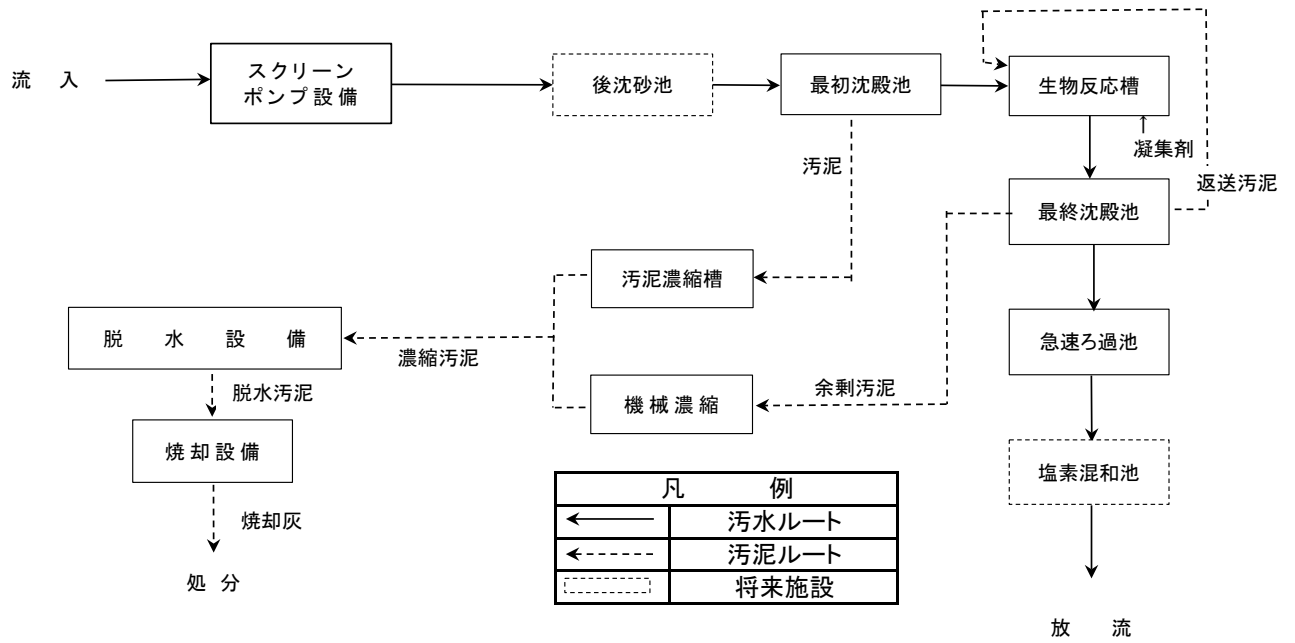 流　入
スクリーン
ポンプ設備
後沈砂池
最初沈殿池
生物反応槽
凝集剤
返送汚泥
汚泥
最終沈殿池
汚泥濃縮槽
脱　水　設　備
濃縮汚泥
急速ろ過池
脱水汚泥
機械濃縮
余剰汚泥
焼却設備
塩素混和池
焼却灰
処　分
凡　例
汚水ルート
汚泥ルート
将来施設
放　流